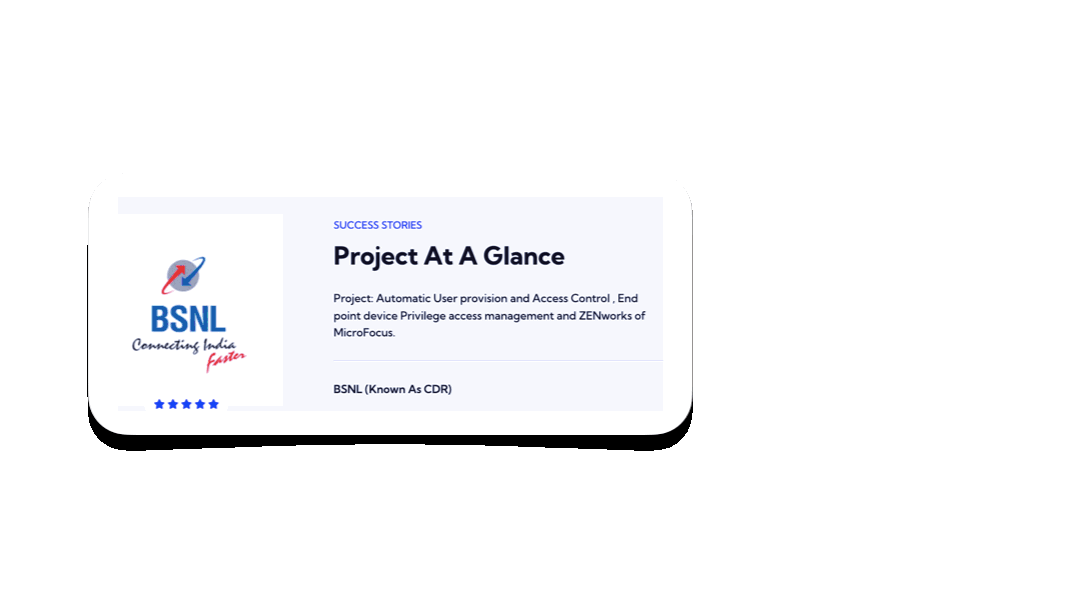 SUCCESS STORIES
Project At A Glance
BSNL
Connecting India
Faster
Project: Automatic User provision and Access Control , End
point device Privilege access management and ZENworks of
MicroFocus.
BSNL (Known As CDR)